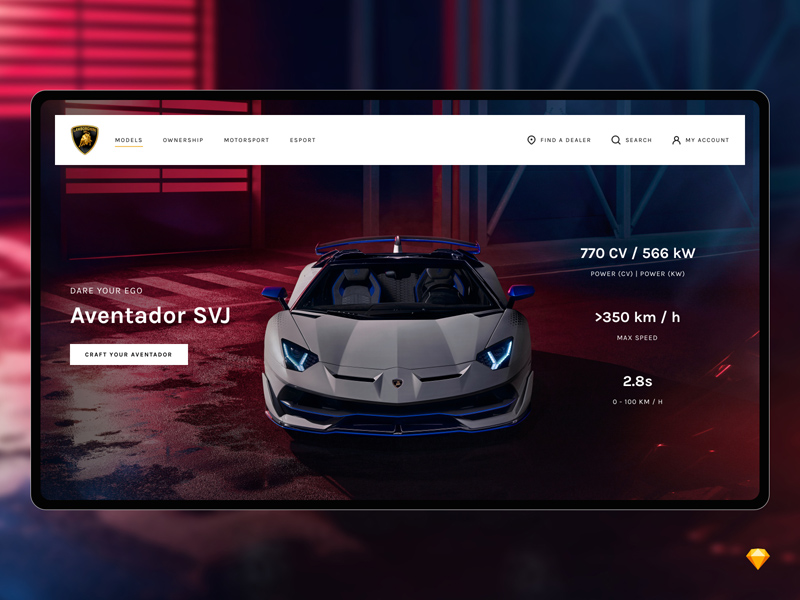 LAMBORGHINI
MODELS
OWNERSHIP
MOTORSPORT
ESPORT
FIND A DEALER
SEARCH
MY ACCOUNT
DARE YOUR EGO
Aventador SVJ
CRAFT YOUR AVENTADOR
770 CV / 566 kW
POWER (CV) | POWER (KW)
>350 km / h
MAX SPEED
2.8s
0 - 100 KM / H